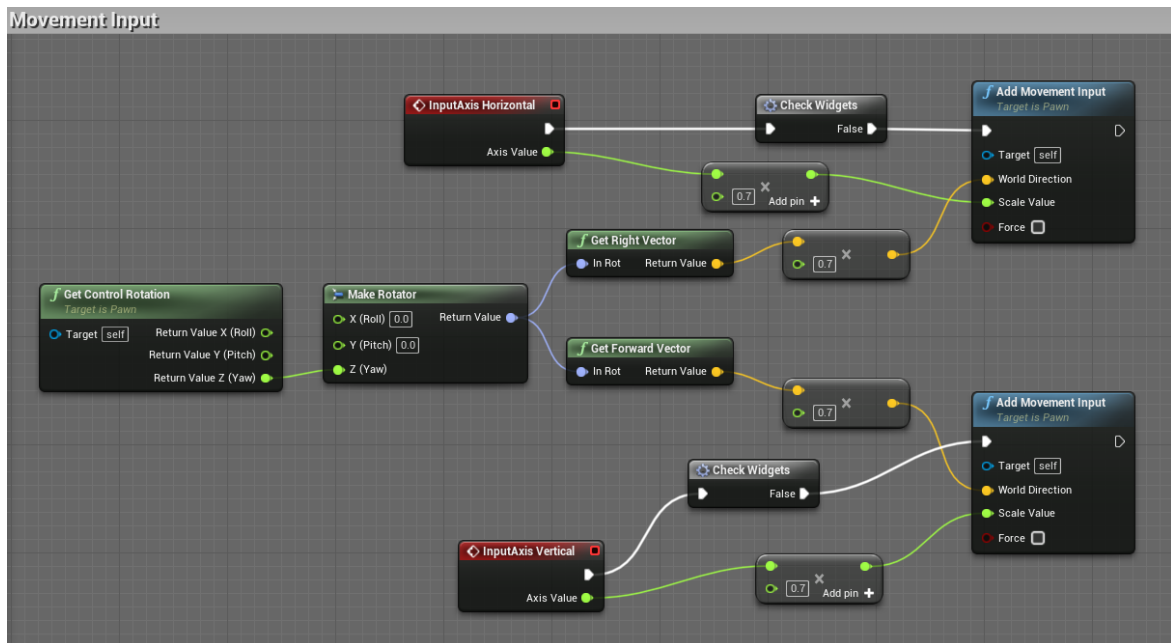 Movement Input
InputAxis Horizontal
Axis Value
Check Widgets
False
0.7
Add pin
Add Movement Input
Target is Pawn
Target self
World Direction
Scale Value
Force
Get Right Vector
In Rot Return Value
0.7
Get Control Rotation
Target is Pawn
Target self Return Value X (Roll)
Return Value Y (Pitch)
Return Value Z (Yaw)
Make Rotator
X (Roll) 0.0 Return Value
Y (Pitch) 0.0
Z (Yaw)
Get Forward Vector
In Rot Return Value
0.7
Add Movement Input
Target is Pawn
Target self
World Direction
Scale Value
Force
Check Widgets
False
InputAxis Vertical
Axis Value
0.7
Add pin